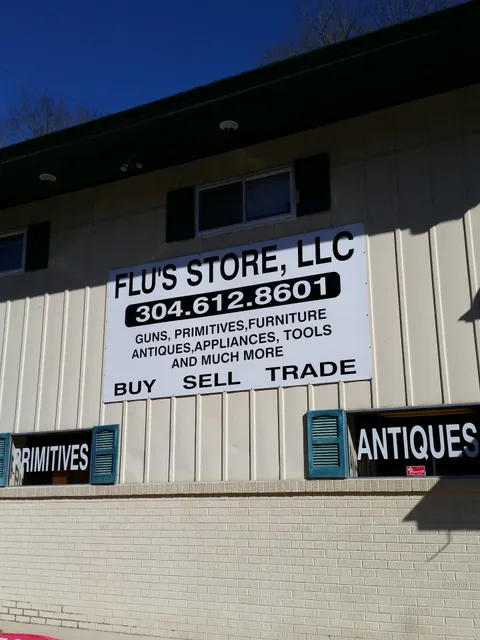 FLU'S STORE, LLC
304.612.8601
GUNS, PRIMITIVES,FURNITURE
ANTIQUES,APPLIANCES, TOOLS
AND MUCH MORE
BUY SELL TRADE
PRIMITIVES
ANTIQUES